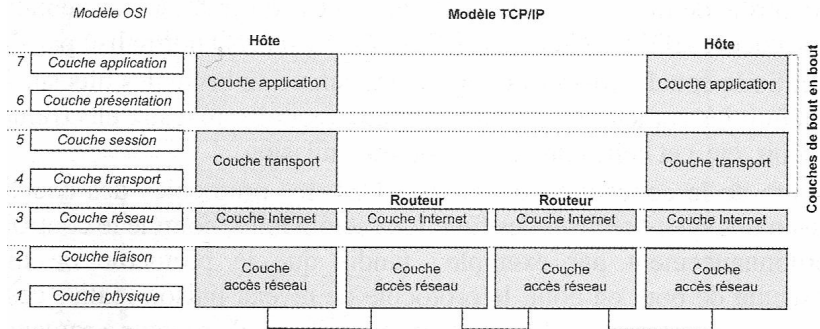 Modèle OSI
Modèle TCP/IP
Hôte
Hôte
7 Couche application
Couche application
Couche application
6 Couche présentation
5 Couche session
Couche transport
Couche transport
4 Couche transport
Routeur
Routeur
3 Couche réseau
Couche Internet
Couche Internet
Couche Internet
Couche Internet
2 Couche liaison
Couche
accès réseau
Couche
accès réseau
Couche
accès réseau
Couche
accès réseau
1 Couche physique
Couches de bout en bout